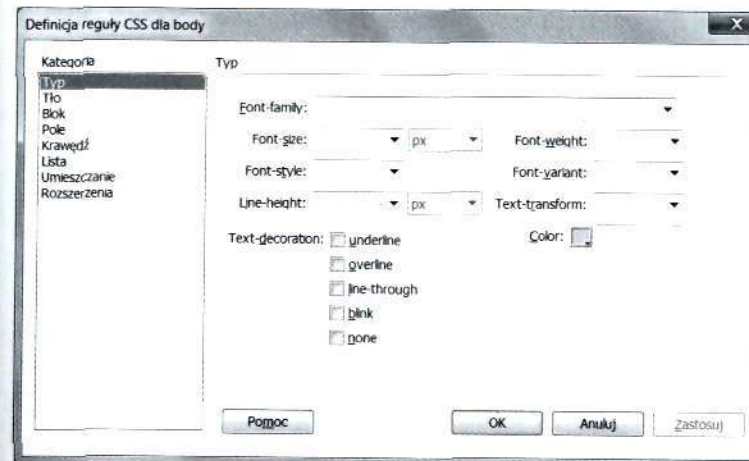 Definicja reguły CSS dla body
X
Kategoria
Typ
Tło
Blok
Pole
Krawędź
Lista
Umieszczanie
Rozszerzenia
Typ
Font-family:
Font-size: px Font-weight:
Font-style: Font-variant:
Line-height: px Text-transform:
Text-decoration: underline Color:
overline
line-through
blink
none
Pomoc OK Anuluj Zastosuj